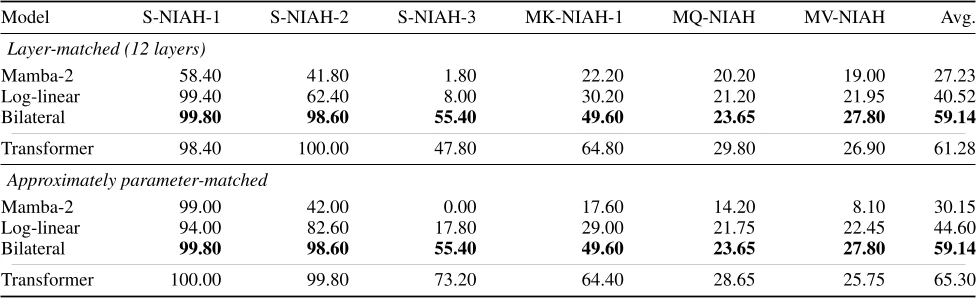 Model S-NIAH-1 S-NIAH-2 S-NIAH-3 MK-NIAH-1 MQ-NIAH MV-NIAH Avg.
Layer-matched (12 layers)
Mamba-2 58.40 41.80 1.80 22.20 20.20 19.00 27.23
Log-linear 99.40 62.40 8.00 30.20 21.20 21.95 40.52
Bilateral 99.80 98.60 55.40 49.60 23.65 27.80 59.14
Transformer 98.40 100.00 47.80 64.80 29.80 26.90 61.28
Approximately parameter-matched
Mamba-2 99.00 42.00 0.00 17.60 14.20 8.10 30.15
Log-linear 94.00 82.60 17.80 29.00 21.75 22.45 44.60
Bilateral 99.80 98.60 55.40 49.60 23.65 27.80 59.14
Transformer 100.00 99.80 73.20 64.40 28.65 25.75 65.30